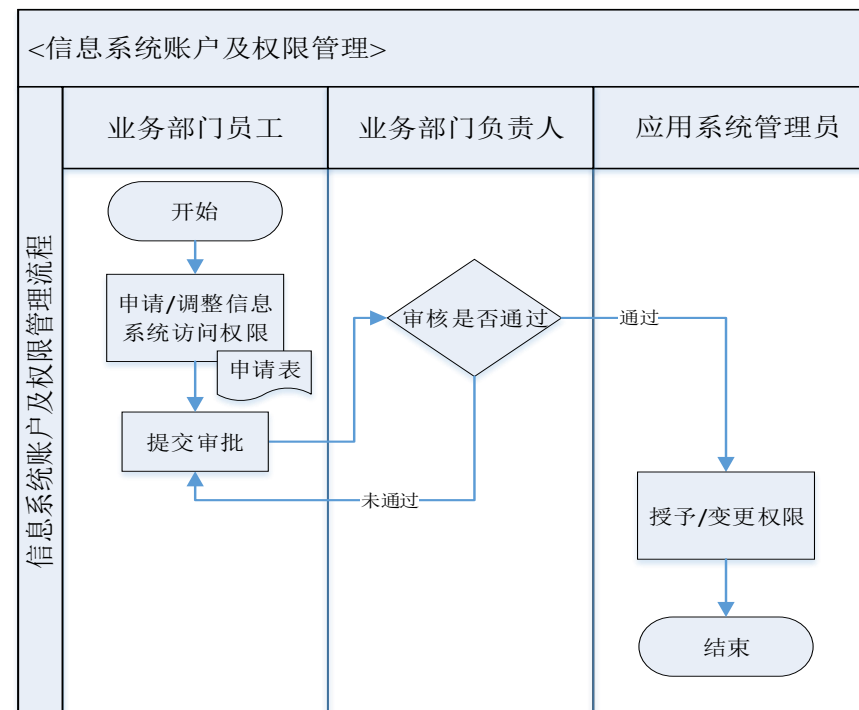 <信息系统账户及权限管理>
信息系统账户及权限管理流程
业务部门员工
业务部门负责人
应用系统管理员
开始
申请/调整信息
系统访问权限
申请表
提交审批
审核是否通过
通过
未通过
授予/变更权限
结束